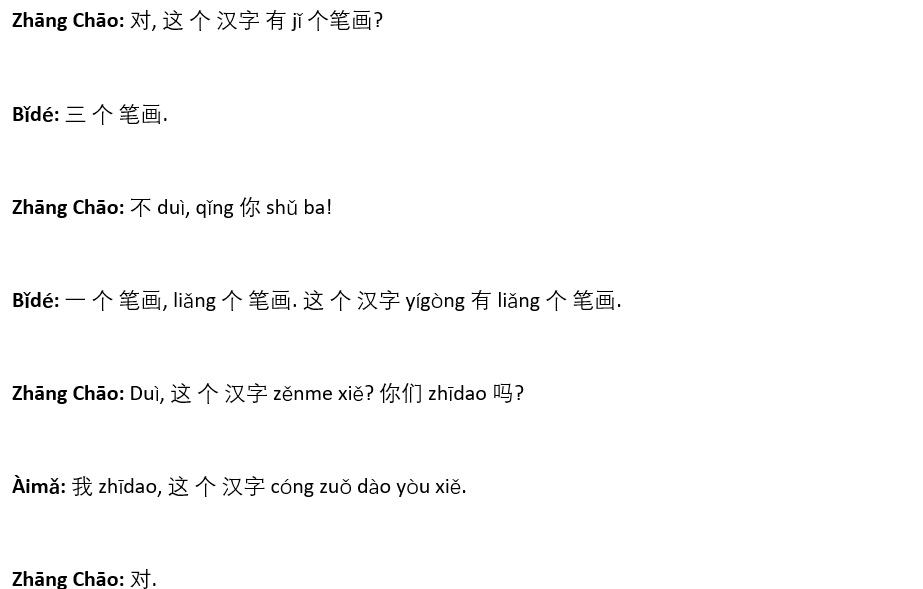 Zhāng Chāo: 对, 这 个 汉字 有 jǐ 个笔画?
Bǐdé: 三 个 笔画.
Zhāng Chāo: 不 duì, qǐng 你 shǔ ba!
Bǐdé: 一 个 笔画, liǎng 个 笔画. 这 个 汉字 yígòng 有 liǎng 个 笔画.
Zhāng Chāo: Duì, 这 个 汉字 zěnme xiě? 你们 zhīdao 吗?
Àimǎ: 我 zhīdao, 这 个 汉字 cóng zuǒ dào yòu xiě.
Zhāng Chāo: 对.